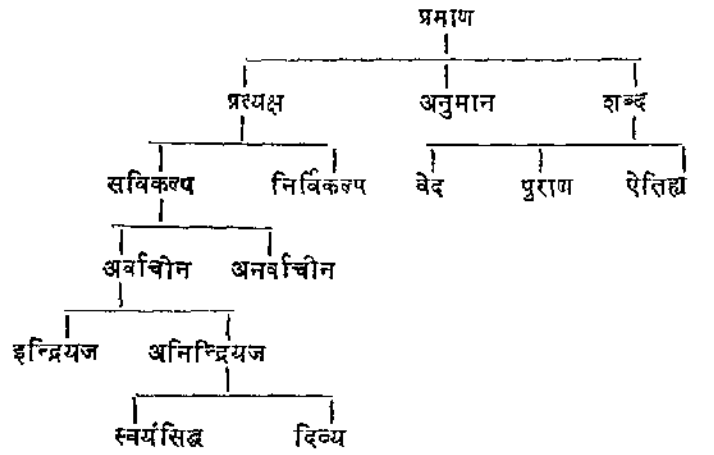 प्रमाण
प्रत्यक्ष अनुमान शब्द
सविकल्प निर्विकल्प वेद पुराण ऐतिह्य
अर्वाचीन अनर्वाचीन
इन्द्रियज अनिन्द्रियज
स्वयंसिद्ध दिव्य